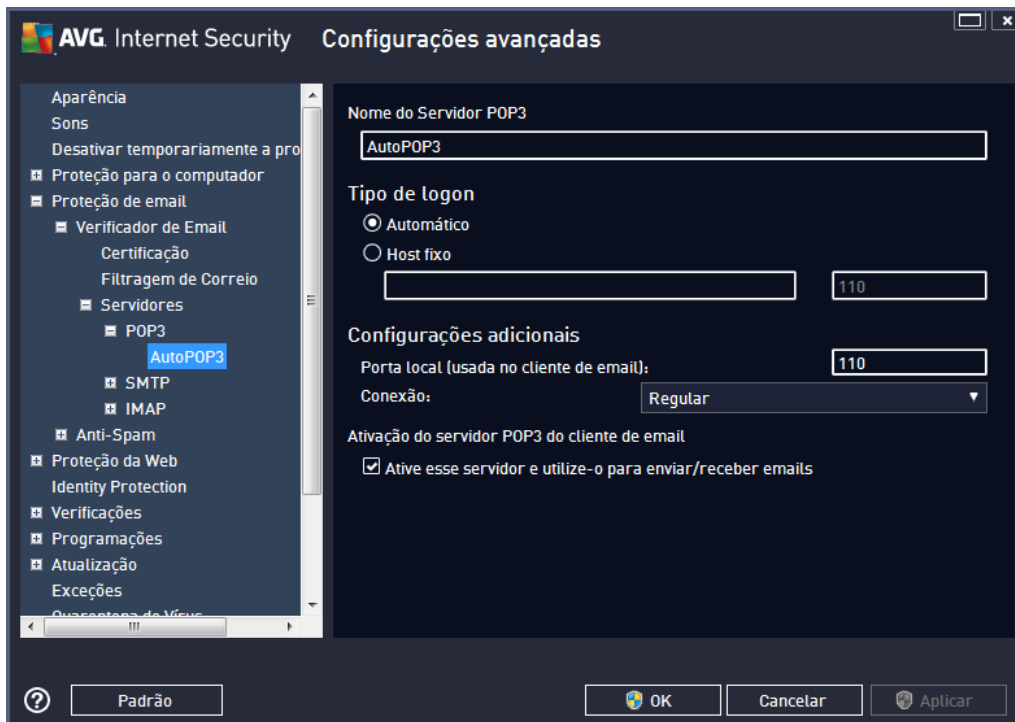 AVG. Internet Security Configurações avançadas
Aparência
Sons
Desativar temporariamente a pro
Proteção para o computador
Proteção de email
Verificador de Email
Certificação
Filtragem de Correio
Servidores
POP3
AutoPOP3
SMTP
IMAP
Anti-Spam
Proteção da Web
Identity Protection
Verificações
Programações
Atualização
Exceções
Quarentena de Vírus
Nome do Servidor POP3
AutoPOP3
Tipo de logon
Automático
Host fixo
110
Configurações adicionais
Porta local (usada no cliente de email):
110
Conexão:
Regular
Ativação do servidor POP3 do cliente de email
Ative esse servidor e utilize-o para enviar/receber emails
Padrão
OK
Cancelar
Aplicar